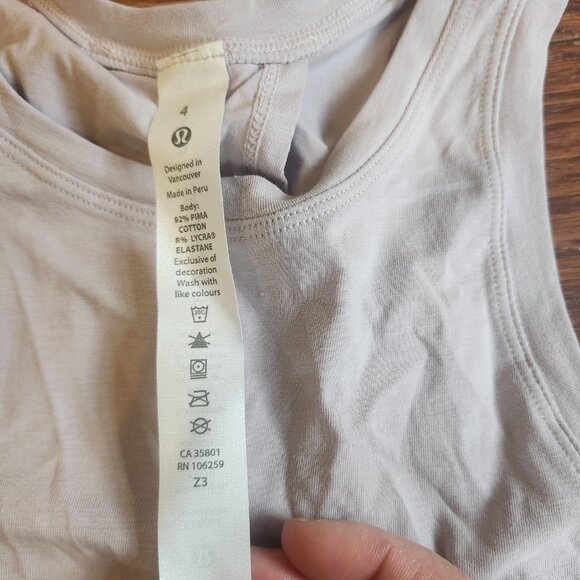 4
Designed in
Vancouver
Made in Peru
Body:
92% PIMA
COTTON
8% LYCRA®
ELASTANE
Exclusive of
decoration
Wash with
like colours
30C
CA 35801
RN 106259
Z3